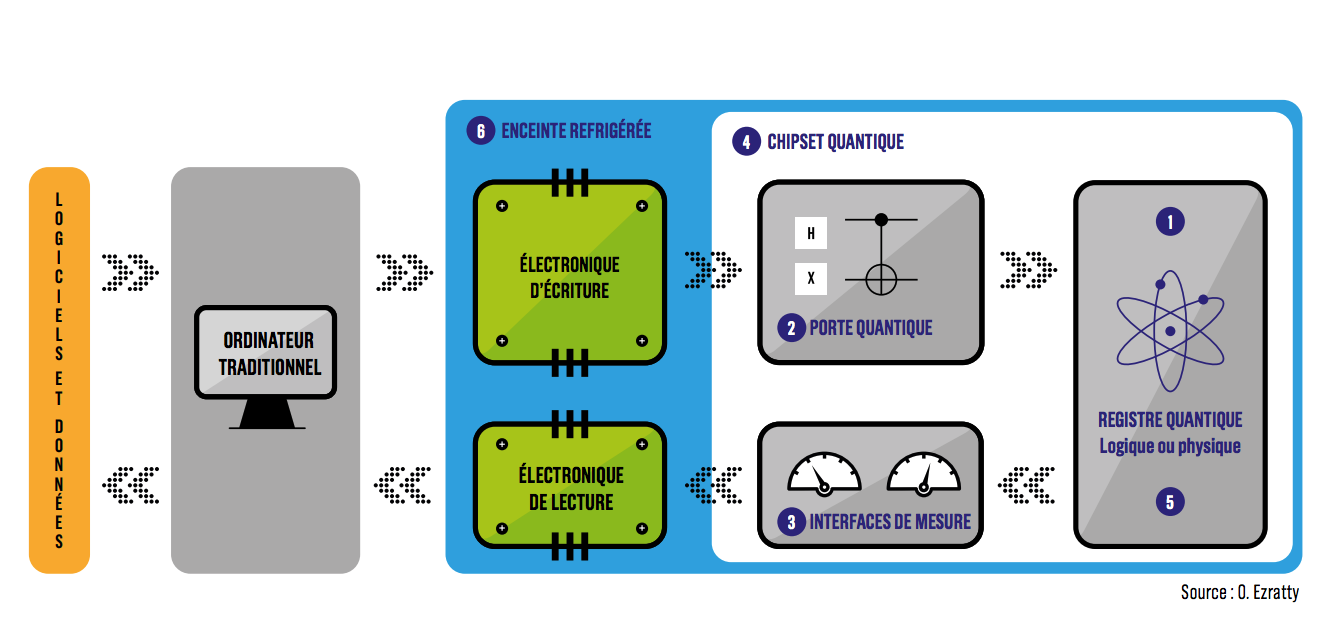 LOGICIELS ET DONNÉES
ORDINATEUR
TRADITIONNEL
6 ENCEINTE REFRIGÉRÉE
ÉLECTRONIQUE
D'ÉCRITURE
ÉLECTRONIQUE
DE LECTURE
4 CHIPSET QUANTIQUE
H
X
2 PORTE QUANTIQUE
3 INTERFACES DE MESURE
1
REGISTRE QUANTIQUE
Logique ou physique
5
Source : O. Ezratty